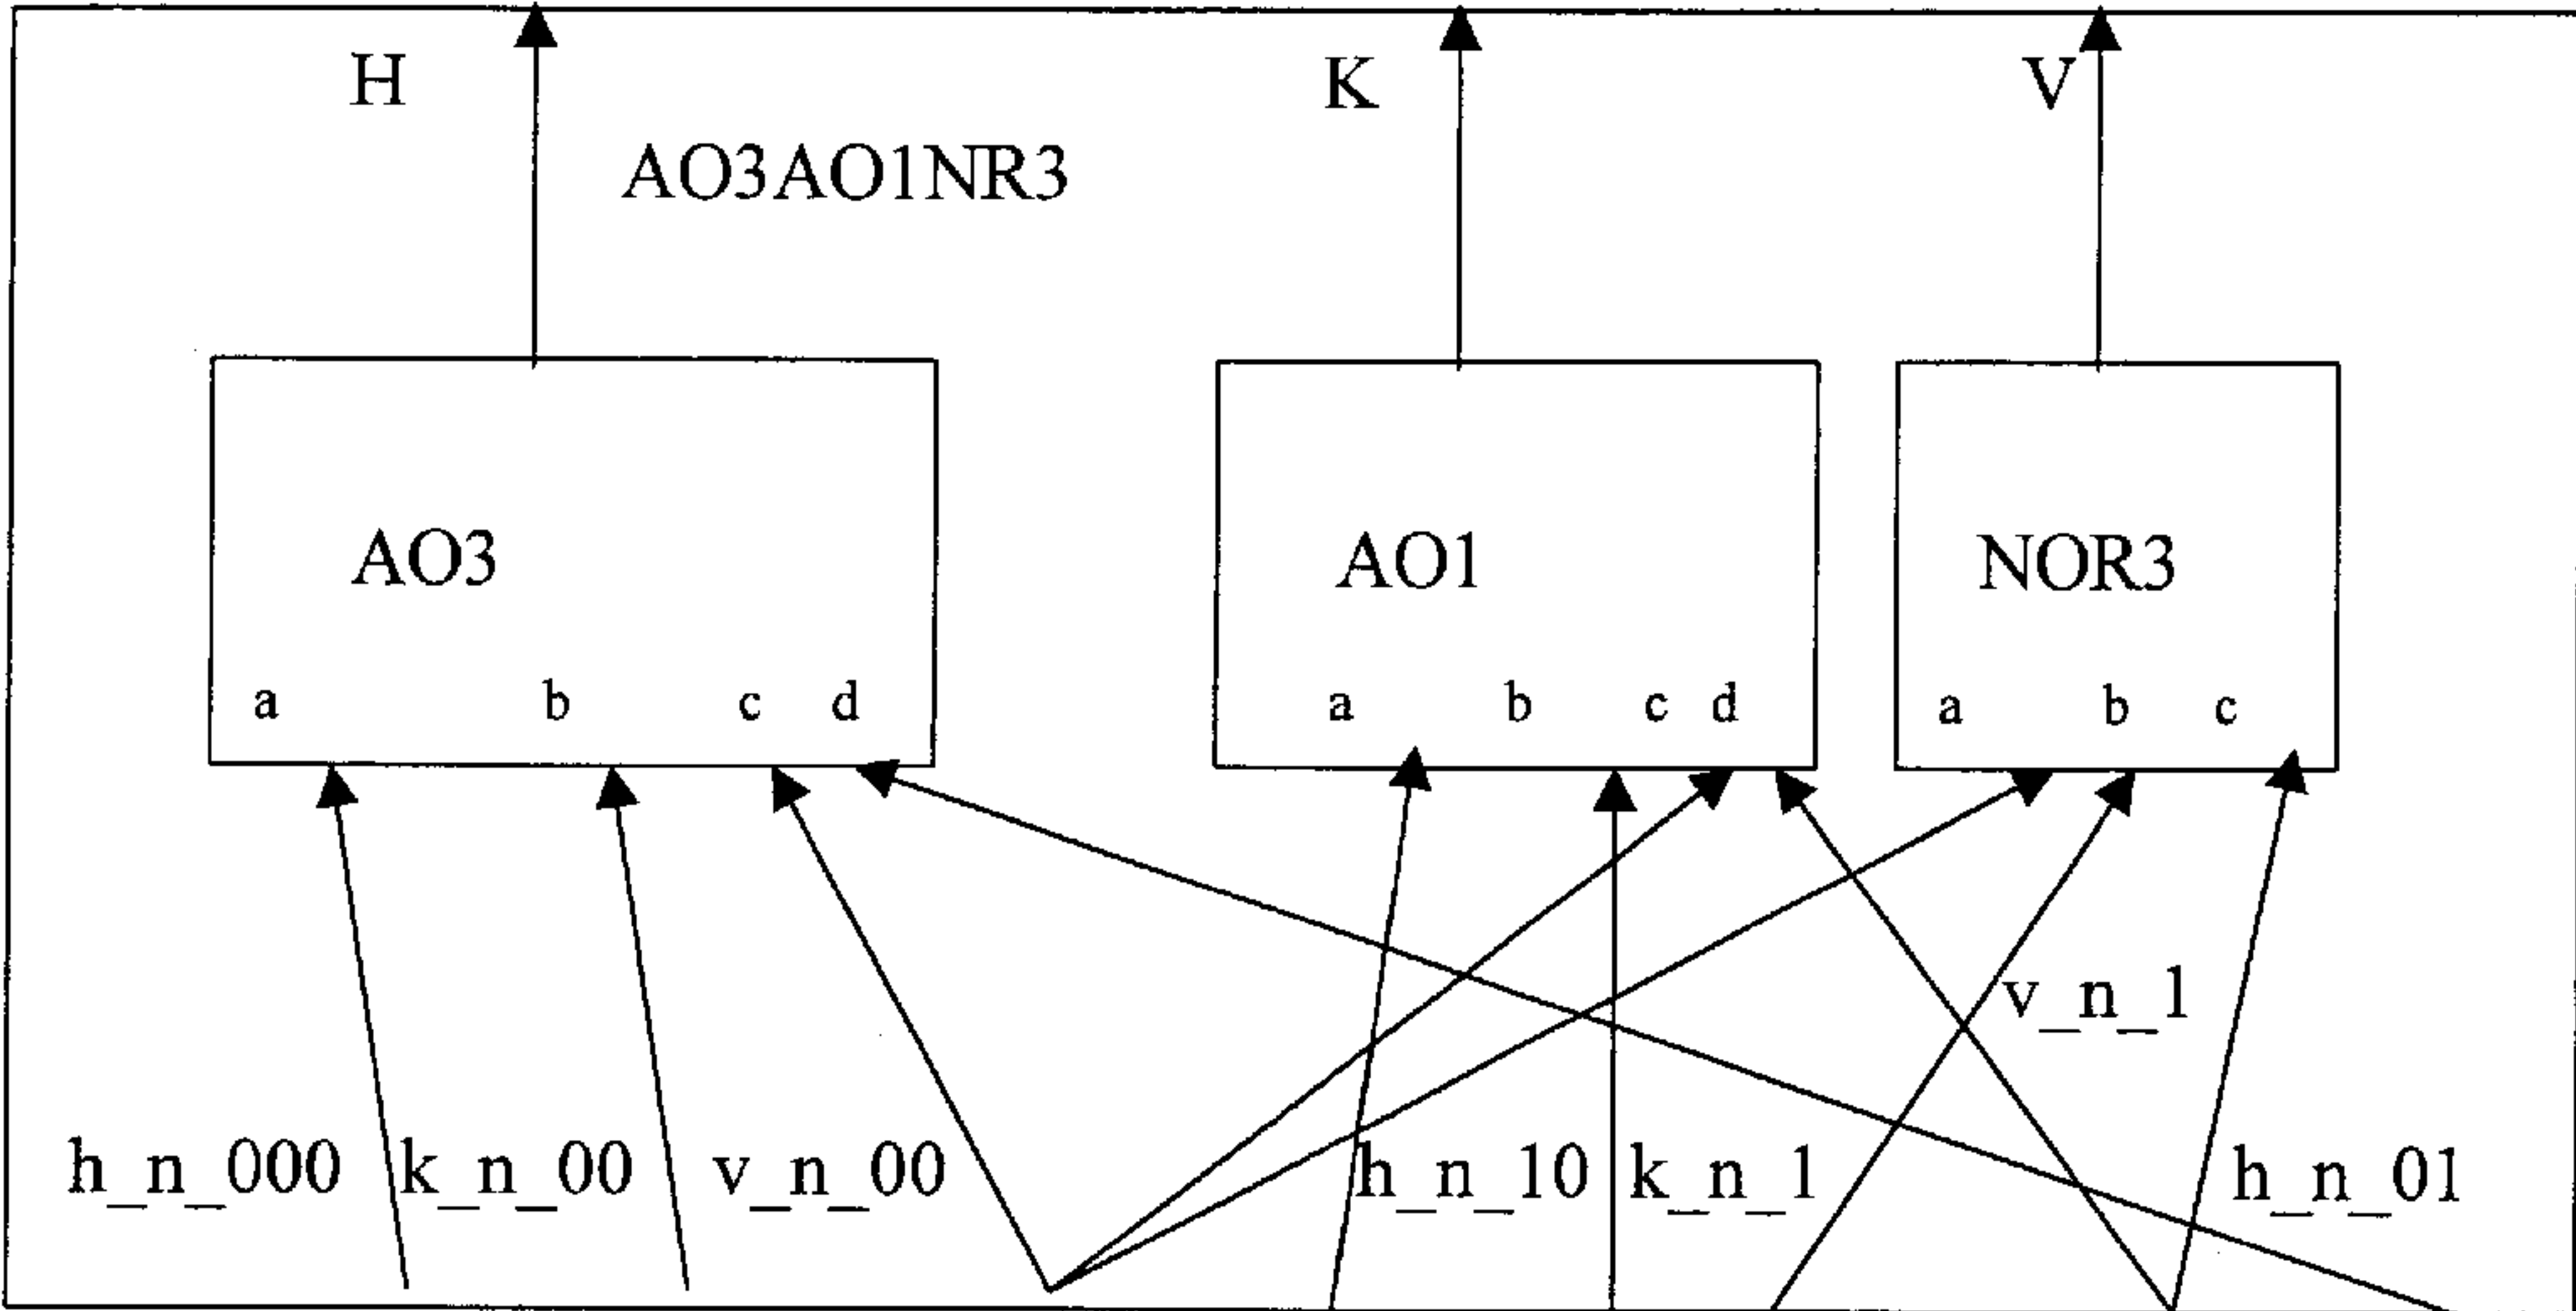 H K V
AO3AO1NR3
AO3 AO1 NOR3
a b c d a b c d a b c
v_n_1
h_n_000 k_n_00 v_n_00 h_n_10 k_n_1 h_n_01